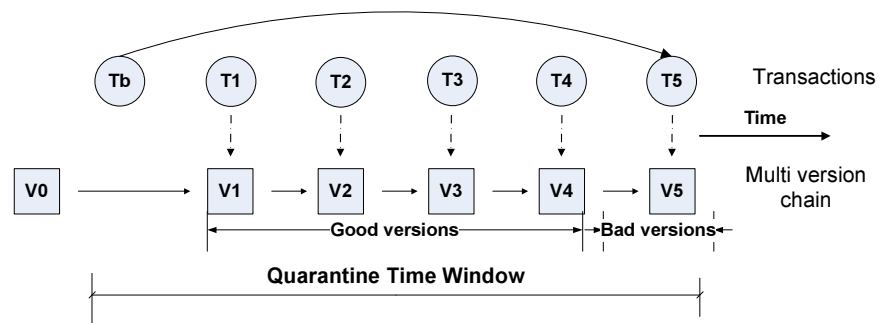 Tb T1 T2 T3 T4 T5 Transactions
Time
V0 V1 V2 V3 V4 V5 Multi version
chain
Good versions Bad versions
Quarantine Time Window